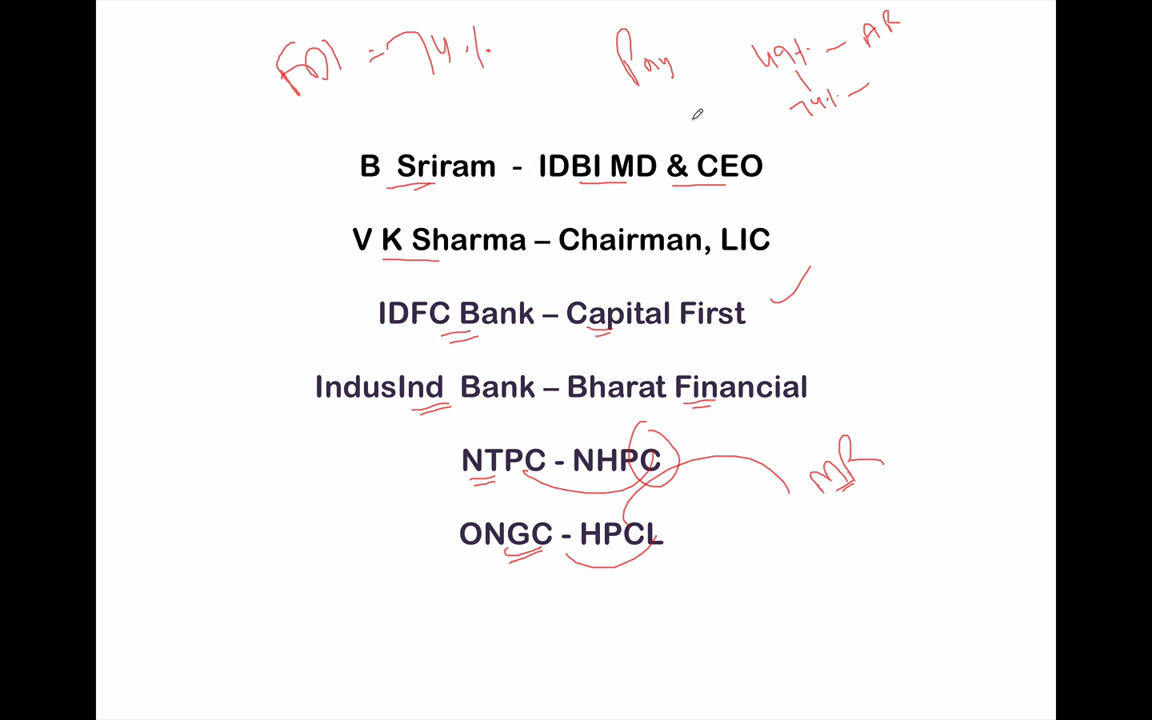 FDI = 74% Pay 49% - AR
74% -
B Sriram - IDBI MD & CEO
V K Sharma – Chairman, LIC
IDFC Bank – Capital First
IndusInd Bank – Bharat Financial
NTPC - NHPC
MR
ONGC - HPCL